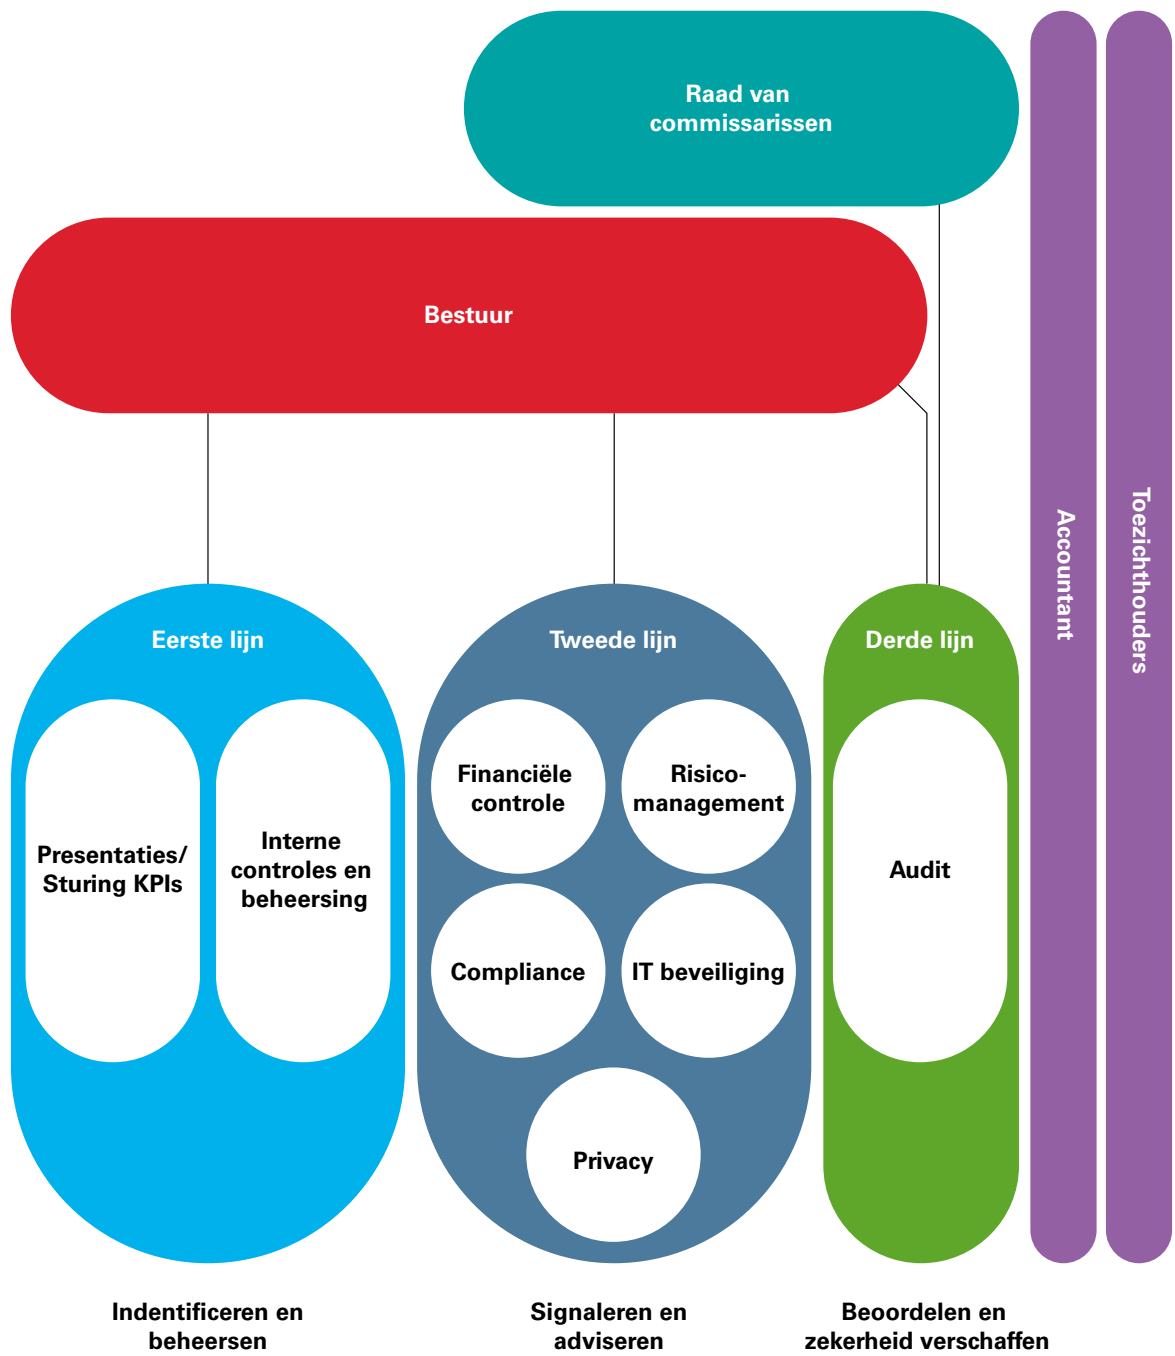 Raad van
commissarissen
Bestuur
Eerste lijn
Presentaties/
Sturing KPIs
Interne
controles en
beheersing
Tweede lijn
Financiële
controle
Risico-
management
Compliance
IT beveiliging
Privacy
Derde lijn
Audit
Accountant
Toezichthouders
Indentificeren en
beheersen
Signaleren en
adviseren
Beoordelen en
zekerheid verschaffen